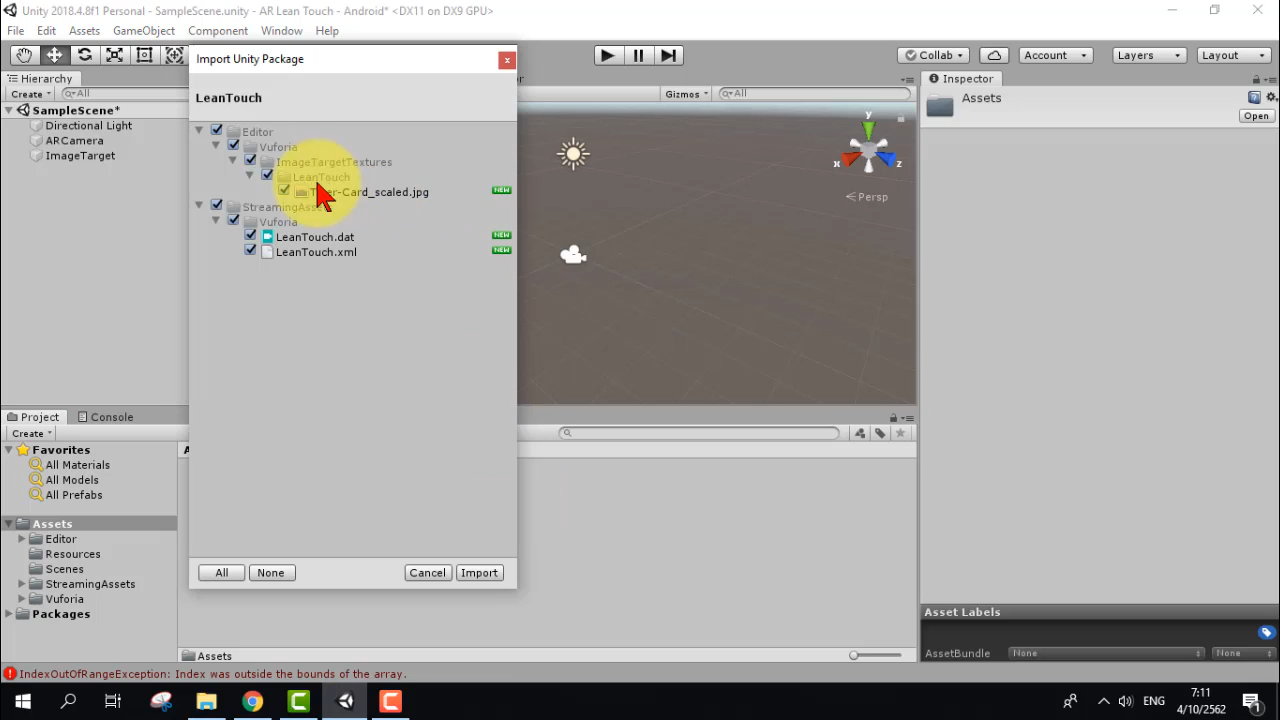 Unity 2018.4.8f1 Personal - SampleScene.unity - AR Lean Touch - Android* <DX11 on DX9 GPU>
File Edit Assets GameObject Component Window Help
Collab Account Layers Layout
Import Unity Package
LeanTouch
Hierarchy
Create All
SampleScene*
Directional Light
ARCamera
ImageTarget
Editor
Vuforia
ImageTargetTextures
LeanTouch
-Card_scaled.jpg NEW
Vuforia
LeanTouch.dat NEW
LeanTouch.xml NEW
All None Cancel Import
Gizmos All
y
x
z
Persp
Inspector
Assets
Open
Project Console
Create
Favorites
All Materials
All Models
All Prefabs
Assets
Editor
Resources
Scenes
StreamingAssets
Vuforia
Packages
Assets
Asset Labels
AssetBundle None None
IndexOutOfRangeException: Index was outside the bounds of the array.
ENG
7:11
4/10/2562
1